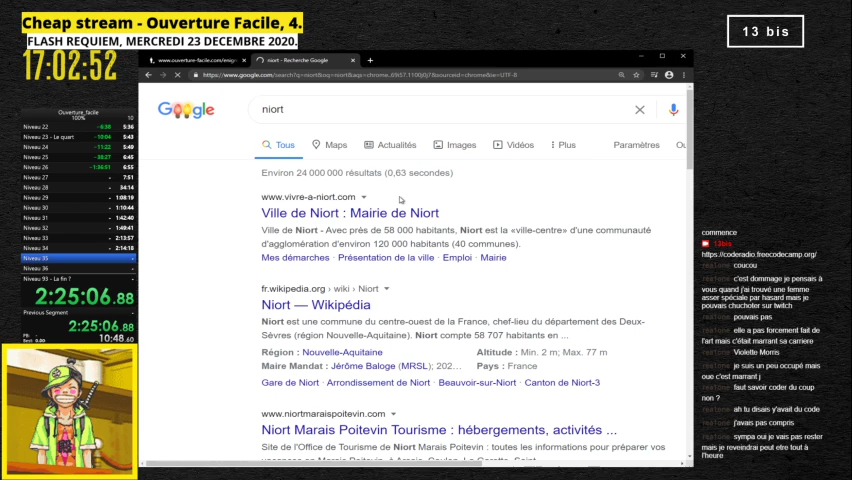 Cheap stream - Ouverture Facile, 4.
FLASH REQUIEM, MERCREDI 23 DECEMBRE 2020.
17:02:52
13 bis
Ouverture_facile
100% 10
Niveau 22 5:36
Niveau 23 - Le quart 5:43
Niveau 24 5:49
Niveau 25 6:45
Niveau 26 6:55
Niveau 27 7:51
Niveau 28 34:14
Niveau 29 1:08:19
Niveau 30 1:10:44
Niveau 31 1:42:40
Niveau 32 1:49:41
Niveau 33 2:13:57
Niveau 34 2:14:18
Niveau 35 -
Niveau 36 -
Niveau 93 - La fin ? -
2:25:06.88
Previous Segment -
2:25:06.88
PB: -
Best: 0.00 10:48.60
niort - Recherche Google
niort
Tous
Maps
Actualités
Images
Vidéos
Plus
Paramètres
Ou
Environ 24 000 000 résultats (0,63 secondes)
www.vivre-a-niort.com
Ville de Niort : Mairie de Niort
Ville de Niort - Avec près de 58 000 habitants, Niort est la «ville-centre» d'une communauté
d'agglomération d'environ 120 000 habitants (40 communes).
Mes démarches · Présentation de la ville · Emploi · Mairie
fr.wikipedia.org › wiki › Niort
Niort — Wikipédia
Niort est une commune du centre-ouest de la France, chef-lieu du département des Deux-
Sèvres (région Nouvelle-Aquitaine). Niort compte 58 707 habitants en ...
Région : Nouvelle-Aquitaine Altitude : Min. 2 m; Max. 77 m
Maire Mandat : Jérôme Baloge (MRSL); 202... Pays : France
Gare de Niort · Arrondissement de Niort · Beauvoir-sur-Niort · Canton de Niort-3
www.niortmaraispoitevin.com
Niort Marais Poitevin Tourisme : hébergements, activités ...
Site de l'Office de Tourisme de Niort Marais Poitevin : toutes les informations pour préparer vos
commence
13bis
https://coderadio.freecodecamp.org/
coucou
c'est dommage je pensais à
vous quand j'ai trouvé une femme
assor spéciale par hasard mais je
pouvais chuchoter sur twitch
pouvais pas
elle a pas forcement fait de
l'art mais c'était marrant sa carriere
Violette Morris
je suis un peu occupé mais
oue c'est marrant j
faut savoir coder du coup
non ?
ah tu disais y'avait du code
j'avais pas compris
sympa oui je vais pas rester
mais je reveindrai peut etre tout à
l'heure